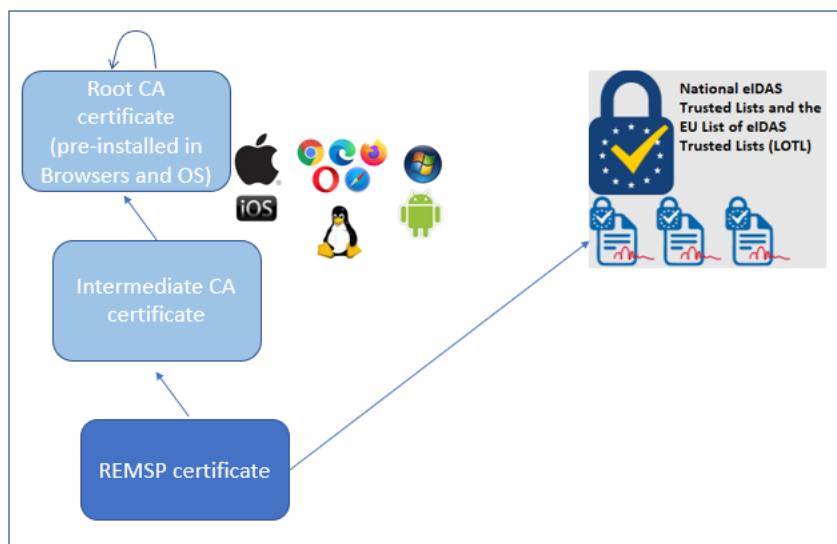 Root CA
certificate
(pre-installed in
Browsers and OS)
National eIDAS
Trusted Lists and the
EU List of eIDAS
Trusted Lists (LOTL)
iOS
Intermediate CA
certificate
REMSP certificate